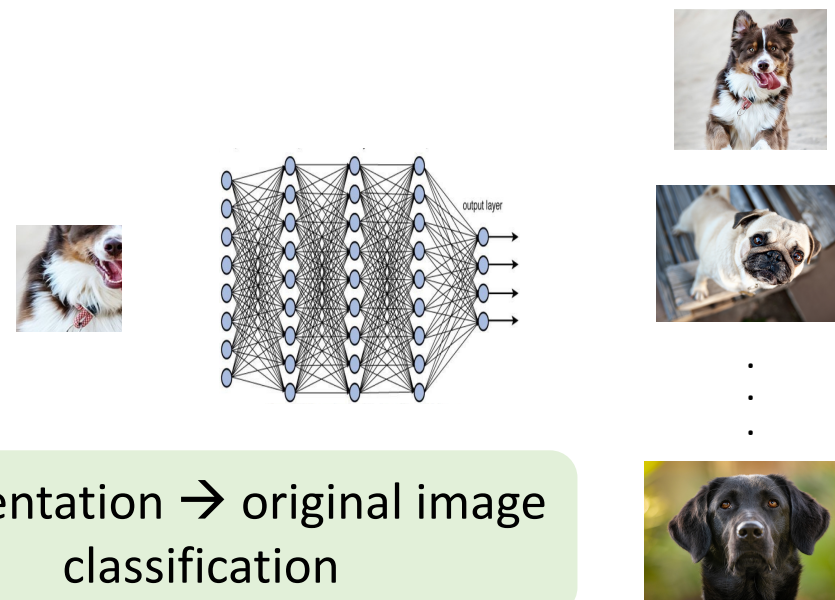 output layer
entation → original image
classification